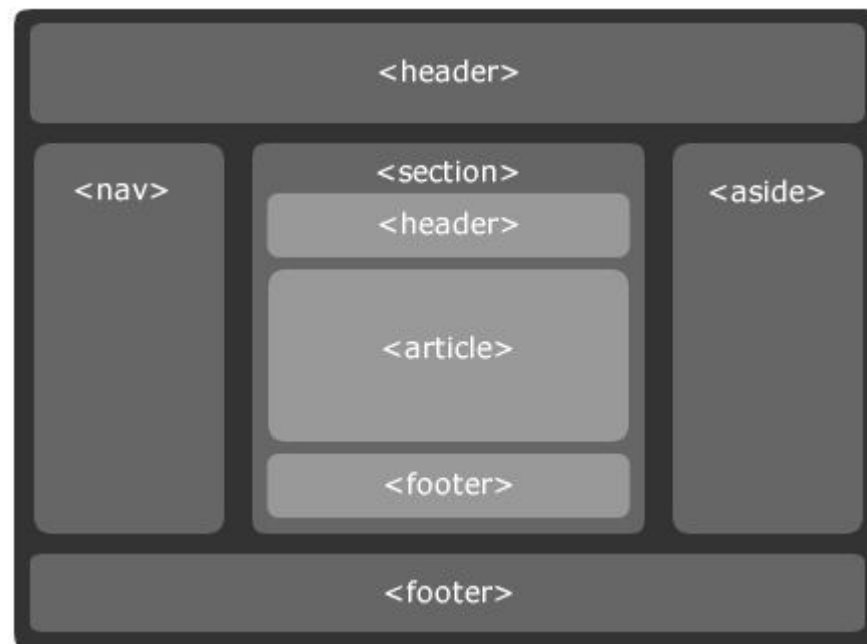 <header>
<nav>
<section>
<aside>
<header>
<article>
<footer>
<footer>